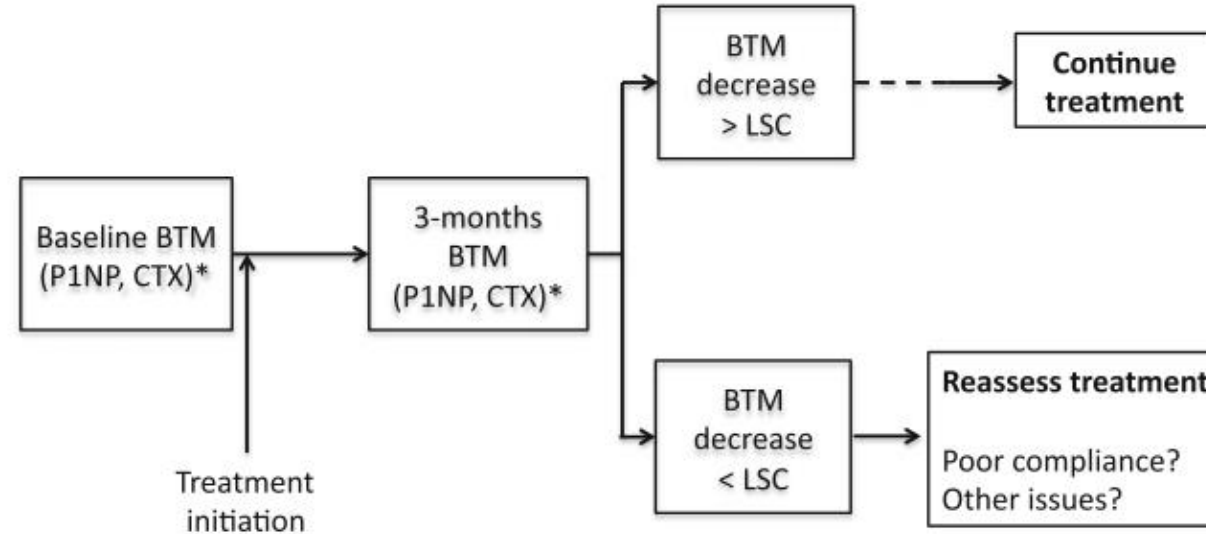 Baseline BTM
(P1NP, CTX)*
Treatment
initiation
3-months
BTM
(P1NP, CTX)*
BTM
decrease
> LSC
Continue
treatment
BTM
decrease
< LSC
Reassess treatment
Poor compliance?
Other issues?